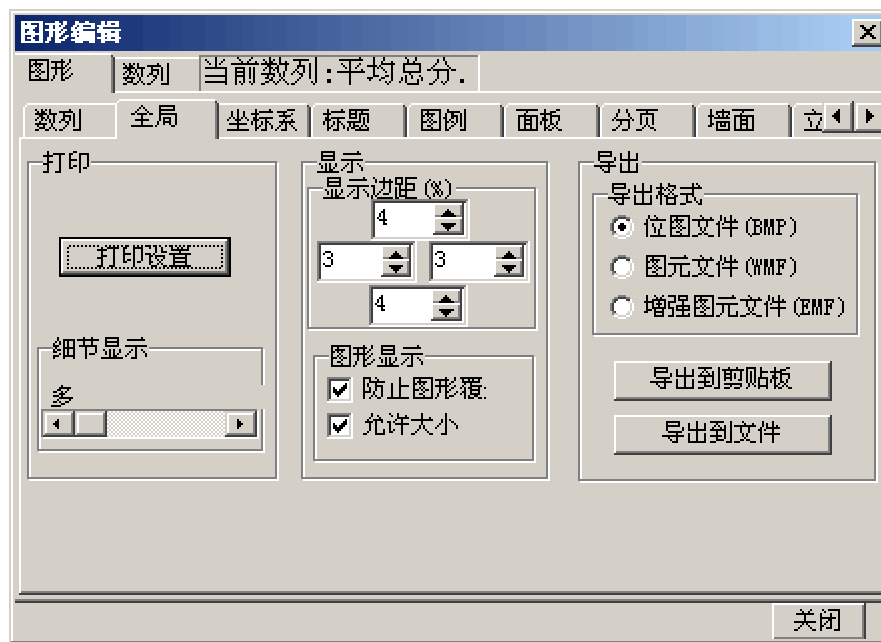 图形编辑
图形 数列 当前数列:平均总分.
数列 全局 坐标系 标题 图例 面板 分页 墙面 立
打印
打印设置
细节显示
多
显示
显示边距(%)
4
3 3
4
图形显示
防止图形覆
允许大小
导出
导出格式
位图文件(BMP)
图元文件(WMF)
增强图元文件(EMF)
导出到剪贴板
导出到文件
关闭